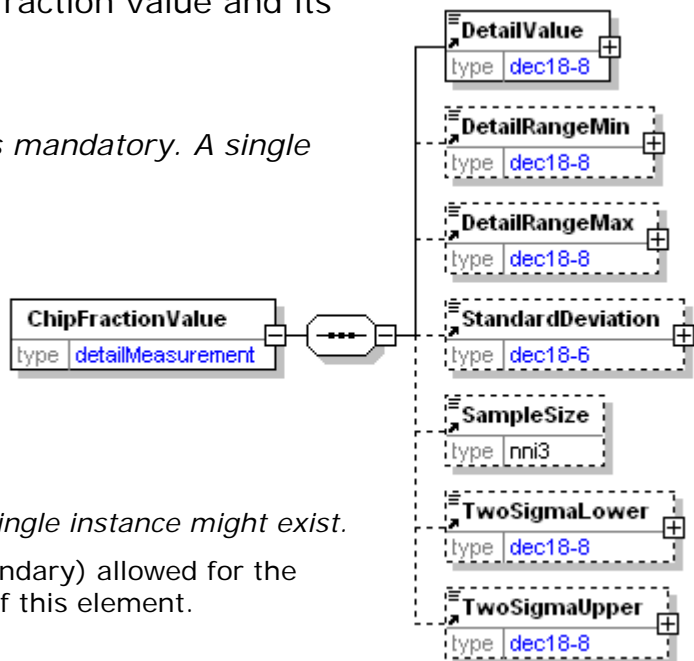 fraction value and its
DetailValue
type dec18-8
s mandatory. A single
DetailRangeMin
type dec18-8
DetailRangeMax
type dec18-8
ChipFractionValue
type detailMeasurement
StandardDeviation
type dec18-6
SampleSize
type nni3
ingle instance might exist.
TwoSigmaLower
type dec18-8
ndary) allowed for the
f this element.
TwoSigmaUpper
type dec18-8